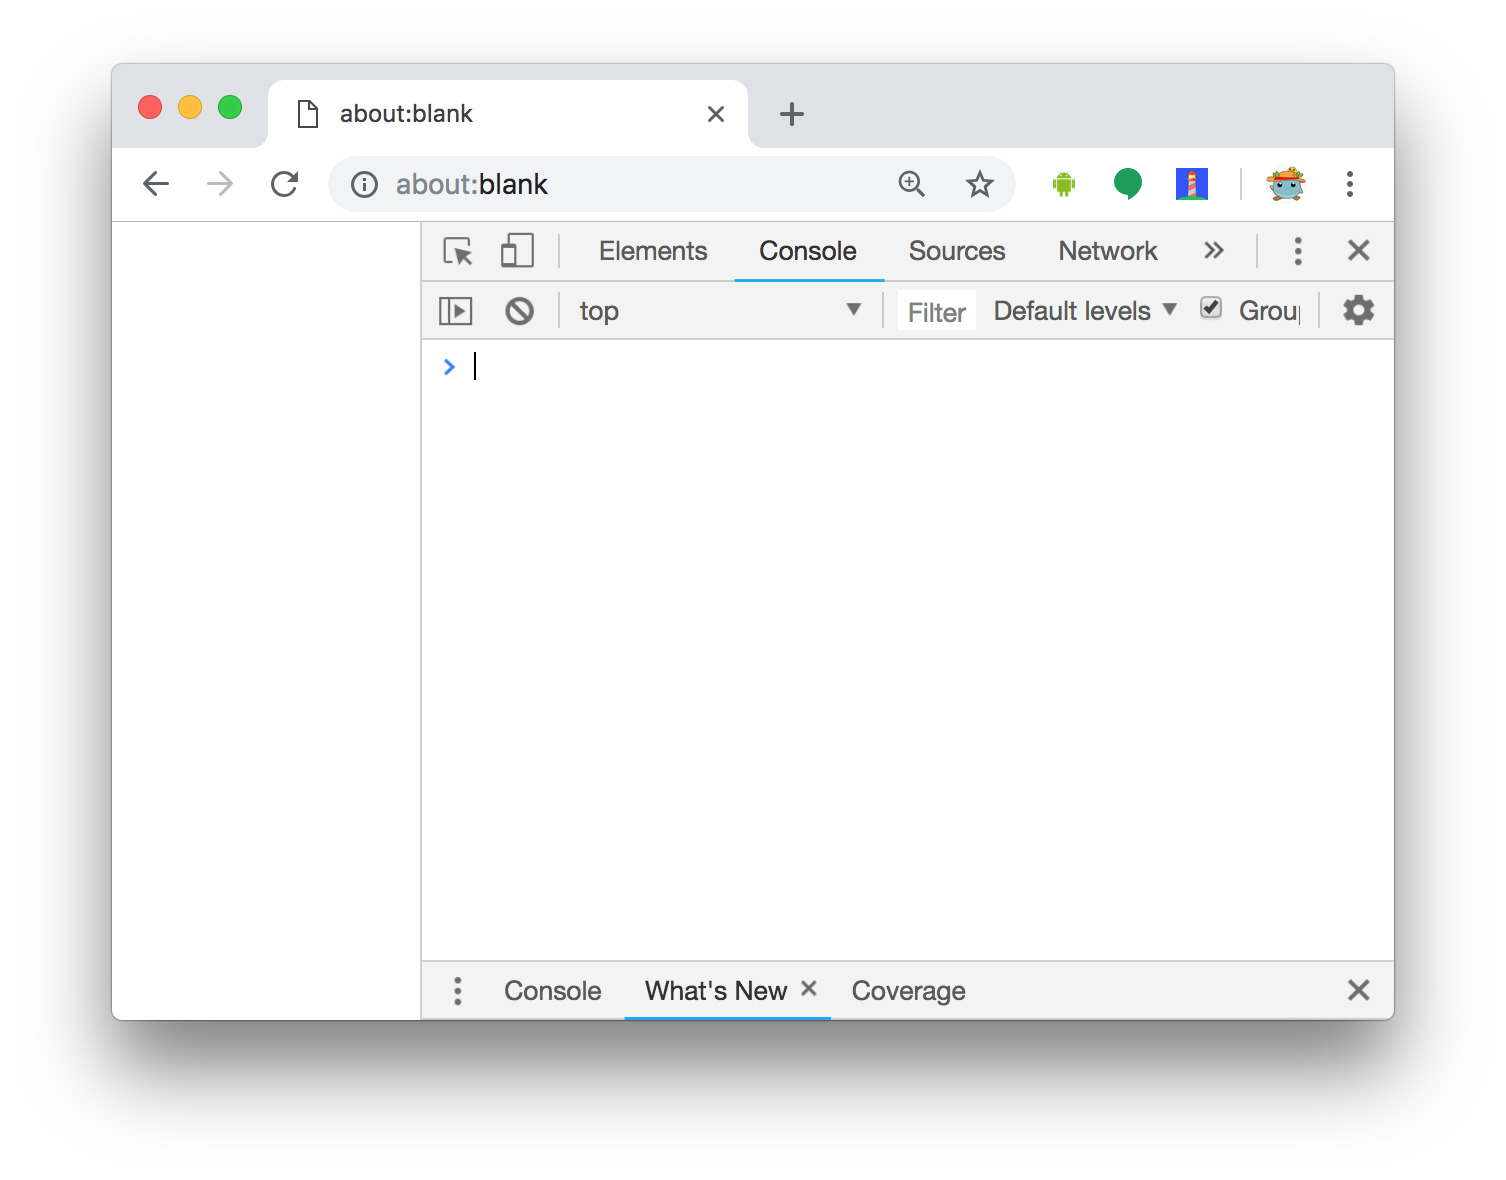 about:blank
about:blank
Elements Console Sources Network
top Filter Default levels Grou
Console What's New Coverage